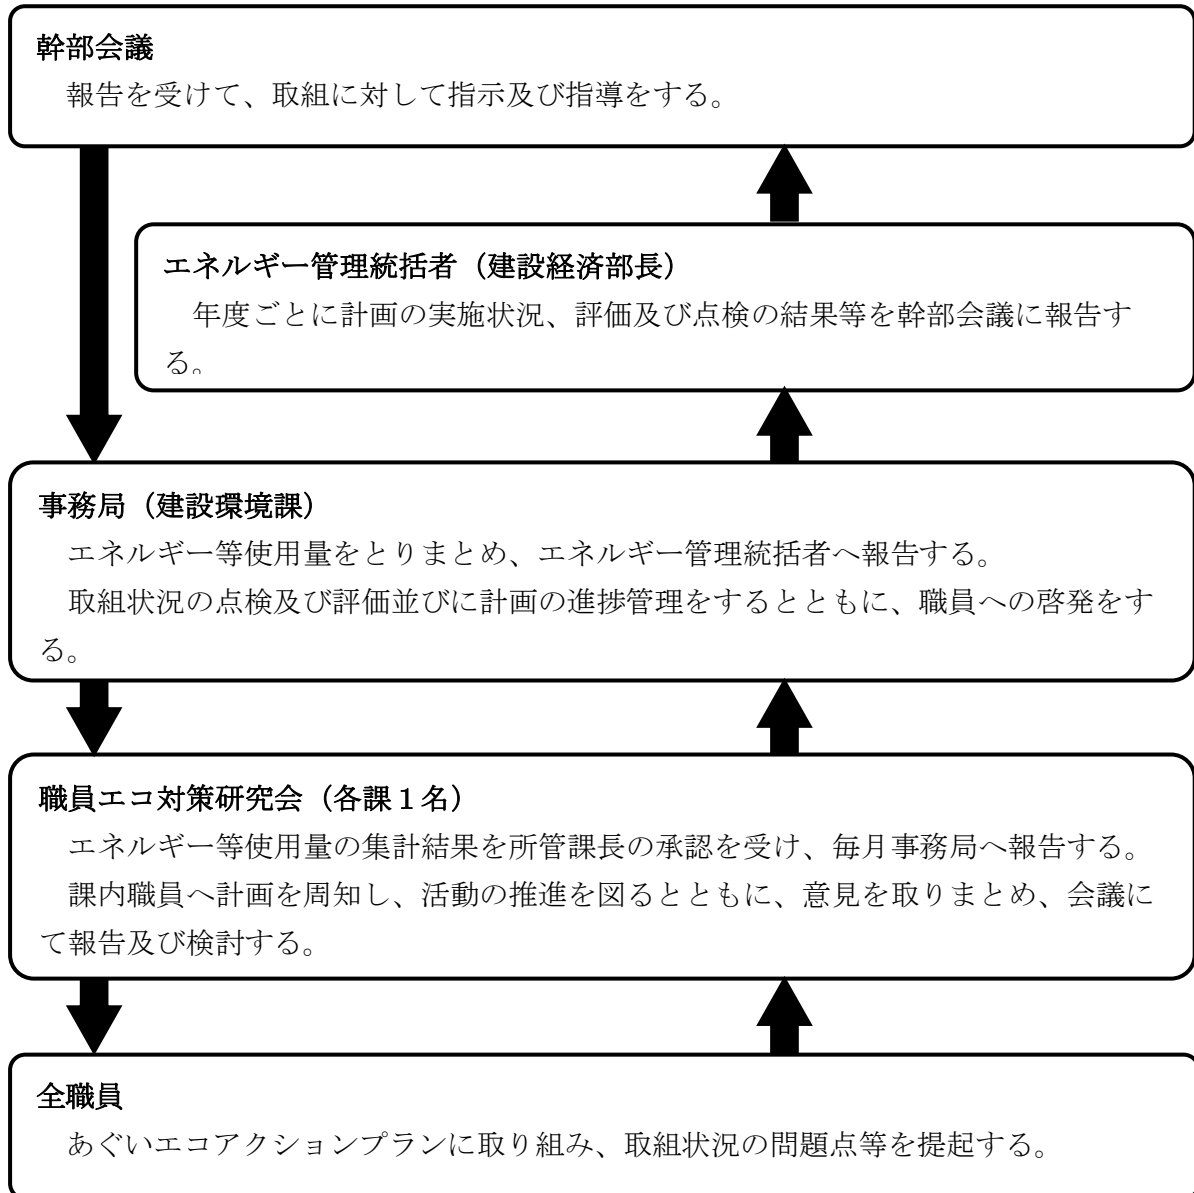 幹部会議
報告を受けて、取組に対して指示及び指導をする。
エネルギー管理統括者（建設経済部長）
年度ごとに計画の実施状況、評価及び点検の結果等を幹部会議に報告す
る。
事務局（建設環境課）
エネルギー等使用量をとりまとめ、エネルギー管理統括者へ報告する。
取組状況の点検及び評価並びに計画の進捗管理をするとともに、職員への啓発をす
る。
職員エコ対策研究会（各課１名）
エネルギー等使用量の集計結果を所管課長の承認を受け、毎月事務局へ報告する。
課内職員へ計画を周知し、活動の推進を図るとともに、意見を取りまとめ、会議に
て報告及び検討する。
全職員
あぐいエコアクションプランに取り組み、取組状況の問題点等を提起する。